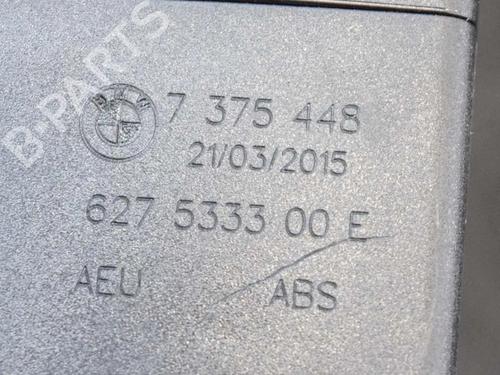 B-PARTS
BMW
7 375 448
21/03/2015
627 5333 00 E
AEU ABS